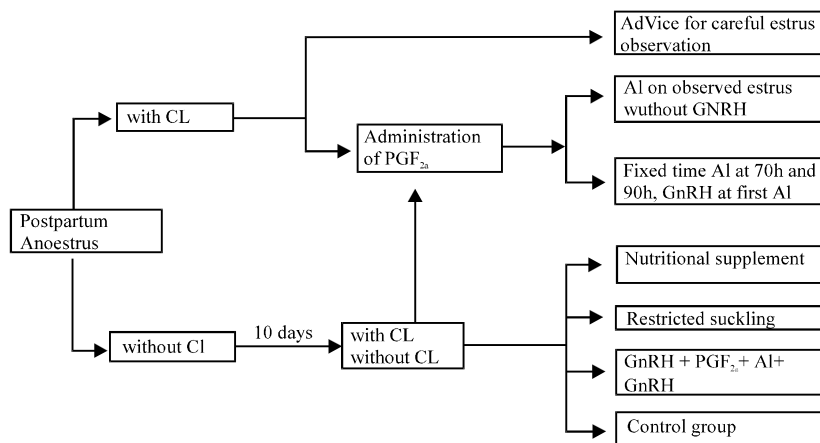 AdVice for careful estrus
observation
Al on observed estrus
wuthout GNRH
with CL
Administration
of PGF2a
Fixed time Al at 70h and
90h, GnRH at first Al
Postpartum
Anoestrus
Nutritional supplement
without Cl
10 days
with CL
without CL
Restricted suckling
GnRH + PGF2a + Al+
GnRH
Control group